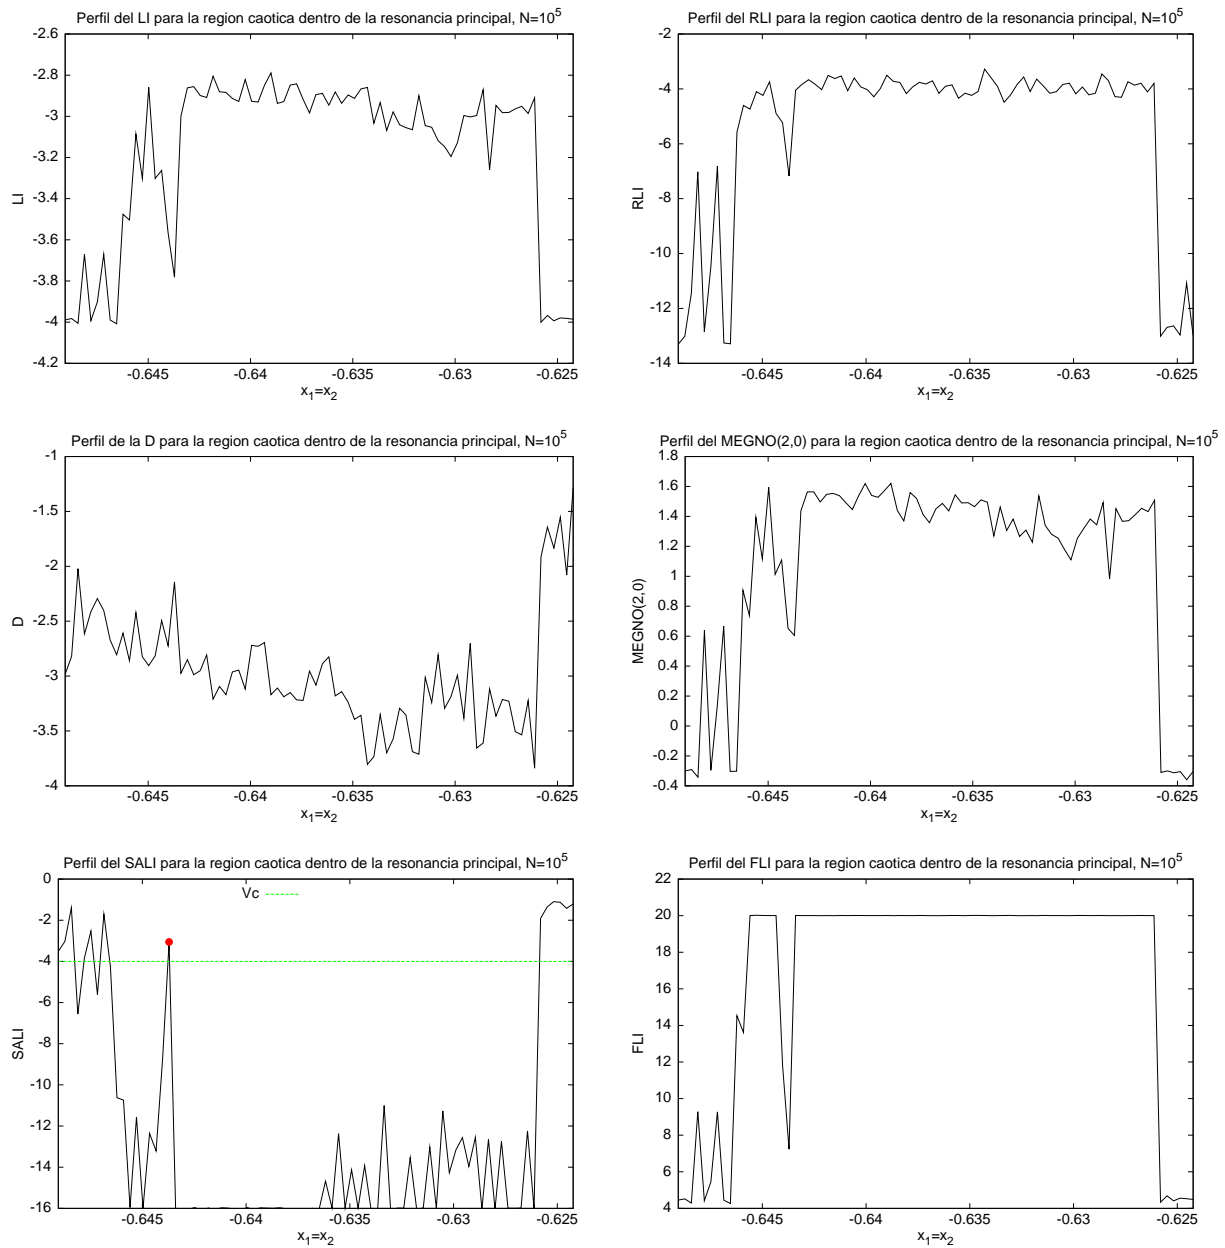 Perfil del LI para la region caotica dentro de la resonancia principal, N=10^5
-2.6
-2.8
-3
-3.2
-3.4
-3.6
-3.8
-4
-4.2
LI
-0.645 -0.64 -0.635 -0.63 -0.625
x_1=x_2
Perfil del RLI para la region caotica dentro de la resonancia principal, N=10^5
-2
-4
-6
-8
-10
-12
-14
RLI
-0.645 -0.64 -0.635 -0.63 -0.625
x_1=x_2
Perfil de la D para la region caotica dentro de la resonancia principal, N=10^5
-1
-1.5
-2
-2.5
-3
-3.5
-4
D
-0.645 -0.64 -0.635 -0.63 -0.625
x_1=x_2
Perfil del MEGNO(2,0) para la region caotica dentro de la resonancia principal, N=10^5
1.8
1.6
1.4
1.2
1
0.8
0.6
0.4
0.2
0
-0.2
-0.4
MEGNO(2,0)
-0.645 -0.64 -0.635 -0.63 -0.625
x_1=x_2
Perfil del SALI para la region caotica dentro de la resonancia principal, N=10^5
0
-2
-4
-6
-8
-10
-12
-14
-16
SALI
Vc
-0.645 -0.64 -0.635 -0.63 -0.625
x_1=x_2
Perfil del FLI para la region caotica dentro de la resonancia principal, N=10^5
22
20
18
16
14
12
10
8
6
4
FLI
-0.645 -0.64 -0.635 -0.63 -0.625
x_1=x_2